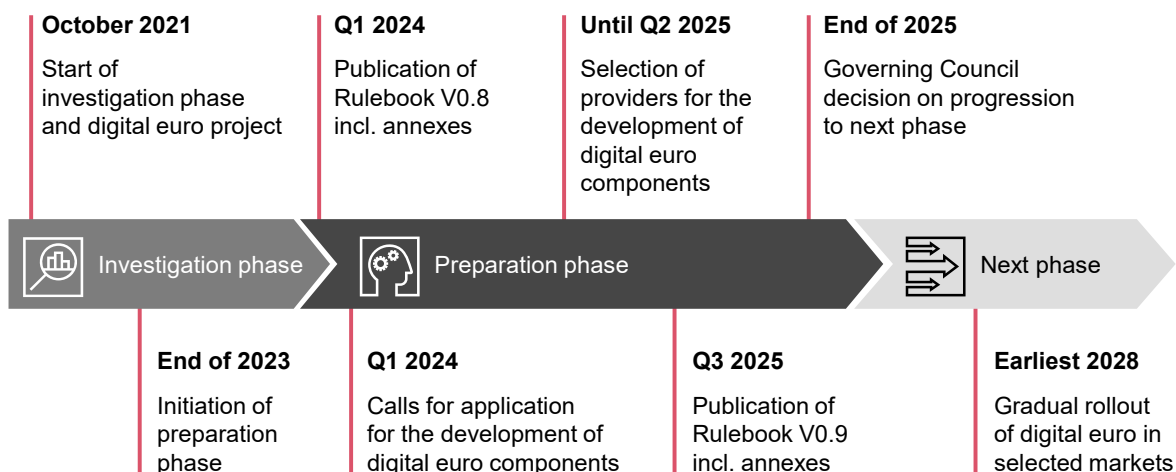 October 2021
Start of
investigation phase
and digital euro project
Q1 2024
Publication of
Rulebook V0.8
incl. annexes
Until Q2 2025
Selection of
providers for the
development of
digital euro
components
End of 2025
Governing Council
decision on progression
to next phase
Investigation phase
Preparation phase
Next phase
End of 2023
Initiation of
preparation
phase
Q1 2024
Calls for application
for the development of
digital euro components
Q3 2025
Publication of
Rulebook V0.9
incl. annexes
Earliest 2028
Gradual rollout
of digital euro in
selected markets